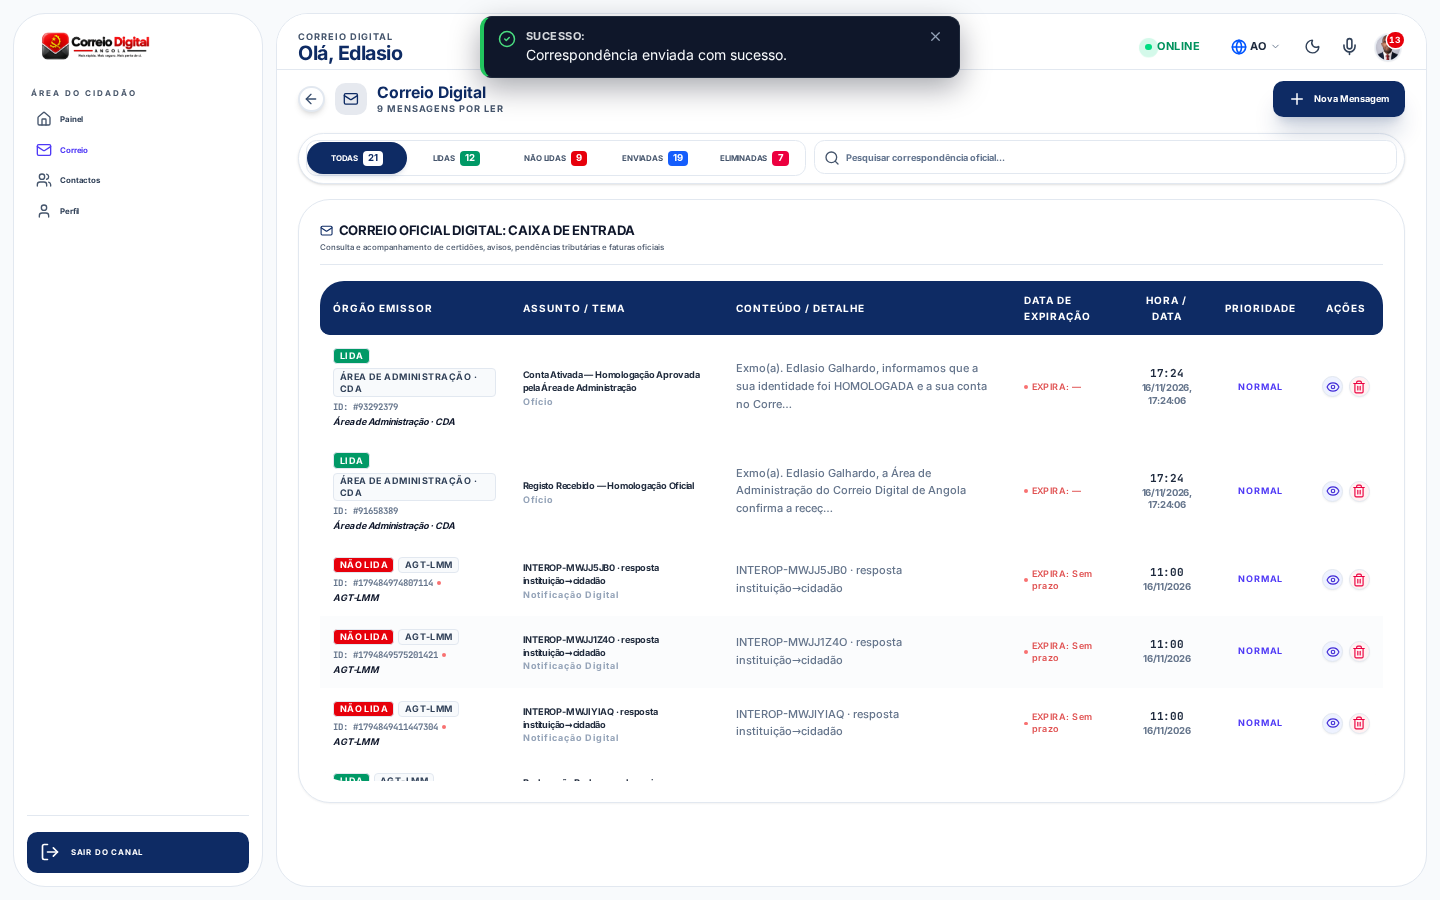 Correio Digital
ANGOLA
ÁREA DO CIDADÃO
Painel
Correio
Contactos
Perfil
SAIR DO CANAL
CORREIO DIGITAL
Olá, Edlasio
SUCESSO:
Correspondência enviada com sucesso.
ONLINE
AO
13
Correio Digital
9 MENSAGENS POR LER
Nova Mensagem
TODAS 21
LIDAS 12
NÃO LIDAS 9
ENVIADAS 19
ELIMINADAS 7
Pesquisar correspondência oficial...
CORREIO OFICIAL DIGITAL: CAIXA DE ENTRADA
Consulta e acompanhamento de certidões, avisos, pendências tributárias e faturas oficiais
ÓRGÃO EMISSOR
ASSUNTO / TEMA
CONTEÚDO / DETALHE
DATA DE
EXPIRAÇÃO
HORA /
DATA
PRIORIDADE
AÇÕES
LIDA
ÁREA DE ADMINISTRAÇÃO ·
CDA
ID: #93292379
Área de Administração · CDA
Conta Ativada — Homologação Aprovada
pela Área de Administração
Ofício
Exmo(a). Edlasio Galhardo, informamos que a
sua identidade foi HOMOLOGADA e a sua conta
no Corre...
EXPIRA: —
17:24
16/11/2026,
17:24:06
NORMAL
LIDA
ÁREA DE ADMINISTRAÇÃO ·
CDA
ID: #91658389
Área de Administração · CDA
Registo Recebido — Homologação Oficial
Ofício
Exmo(a). Edlasio Galhardo, a Área de
Administração do Correio Digital de Angola
confirma a receç...
EXPIRA: —
17:24
16/11/2026,
17:24:06
NORMAL
NÃO LIDA AGT-LMM
ID: #179484974807114
AGT-LMM
INTEROP-MWJJ5JB0 · resposta
instituição→cidadão
Notificação Digital
INTEROP-MWJJ5JB0 · resposta
instituição→cidadão
EXPIRA: Sem
prazo
11:00
16/11/2026
NORMAL
NÃO LIDA AGT-LMM
ID: #1794849575201421
AGT-LMM
INTEROP-MWJJ1Z4O · resposta
instituição→cidadão
Notificação Digital
INTEROP-MWJJ1Z4O · resposta
instituição→cidadão
EXPIRA: Sem
prazo
11:00
16/11/2026
NORMAL
NÃO LIDA AGT-LMM
ID: #1794849411447304
AGT-LMM
INTEROP-MWJIYIAQ · resposta
instituição→cidadão
Notificação Digital
INTEROP-MWJIYIAQ · resposta
instituição→cidadão
EXPIRA: Sem
prazo
11:00
16/11/2026
NORMAL
LIDA AGT-LMM